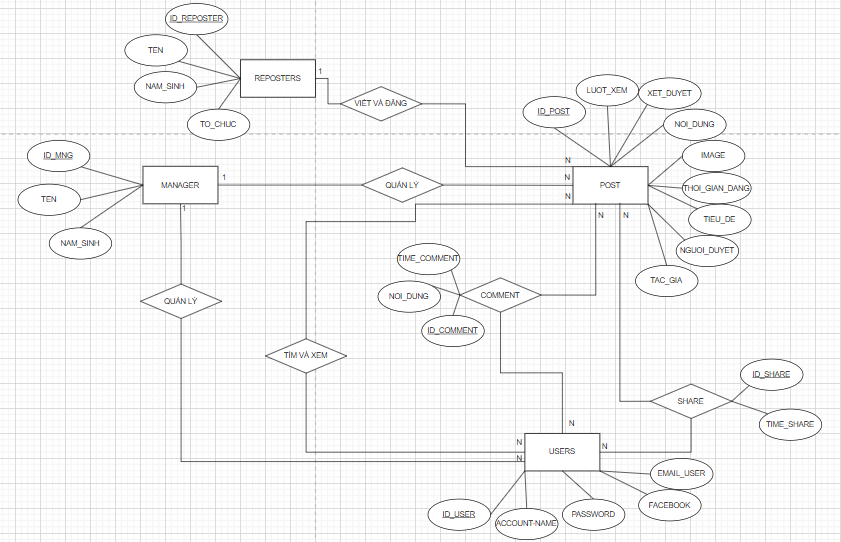 ID_REPOSTER
TEN
NAM_SINH
TO_CHUC
REPOSTERS
1
VIẾT VÀ ĐĂNG
LUOT_XEM
XET_DUYET
ID_POST
NOI_DUNG
IMAGE
THOI_GIAN_DANG
TIEU_DE
NGUOI_DUYET
TAC_GIA
N
N
N
POST
N
N
ID_MNG
TEN
NAM_SINH
MANAGER
1
1
QUẢN LÝ
QUẢN LÝ
TIME_COMMENT
NOI_DUNG
ID_COMMENT
COMMENT
TÌM VÀ XEM
SHARE
ID_SHARE
TIME_SHARE
N
N
N
N
USERS
ID_USER
ACCOUNT-NAME
PASSWORD
FACEBOOK
EMAIL_USER